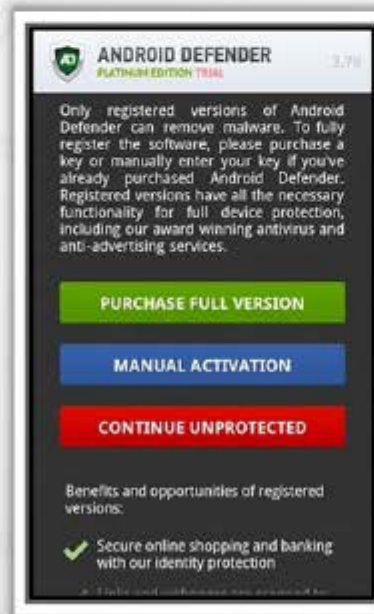 ANDROID DEFENDER
PLATINUM EDITION TRIAL
Only registered versions of Android
Defender can remove malware. To fully
register the software, please purchase a
key or manually enter your key if you've
already purchased Android Defender.
Registered versions have all the necessary
functionality for full device protection,
including our award winning antivirus and
anti-advertising services.
PURCHASE FULL VERSION
MANUAL ACTIVATION
CONTINUE UNPROTECTED
Benefits and opportunities of registered
versions:
Secure online shopping and banking
with our identity protection